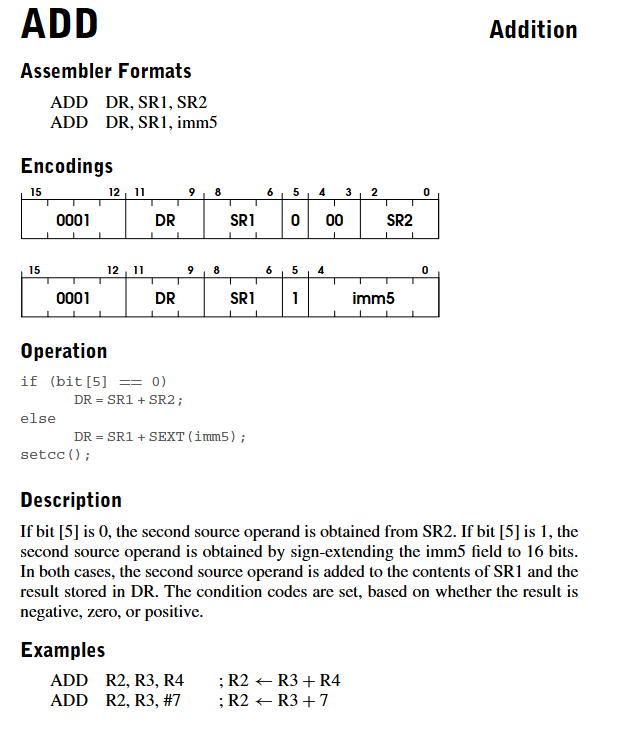 ADD Addition
Assembler Formats
ADD DR, SR1, SR2
ADD DR, SR1, imm5
Encodings
15 12 11 9 8 6 5 4 3 2 0
0001 DR SR1 0 00 SR2
15 12 11 9 8 6 5 4 0
0001 DR SR1 1 imm5
Operation
if (bit[5] == 0)
DR = SR1 + SR2;
else
DR = SR1 + SEXT(imm5);
setcc();
Description
If bit [5] is 0, the second source operand is obtained from SR2. If bit [5] is 1, the
second source operand is obtained by sign-extending the imm5 field to 16 bits.
In both cases, the second source operand is added to the contents of SR1 and the
result stored in DR. The condition codes are set, based on whether the result is
negative, zero, or positive.
Examples
ADD R2, R3, R4 ; R2 ← R3 + R4
ADD R2, R3, #7 ; R2 ← R3 + 7